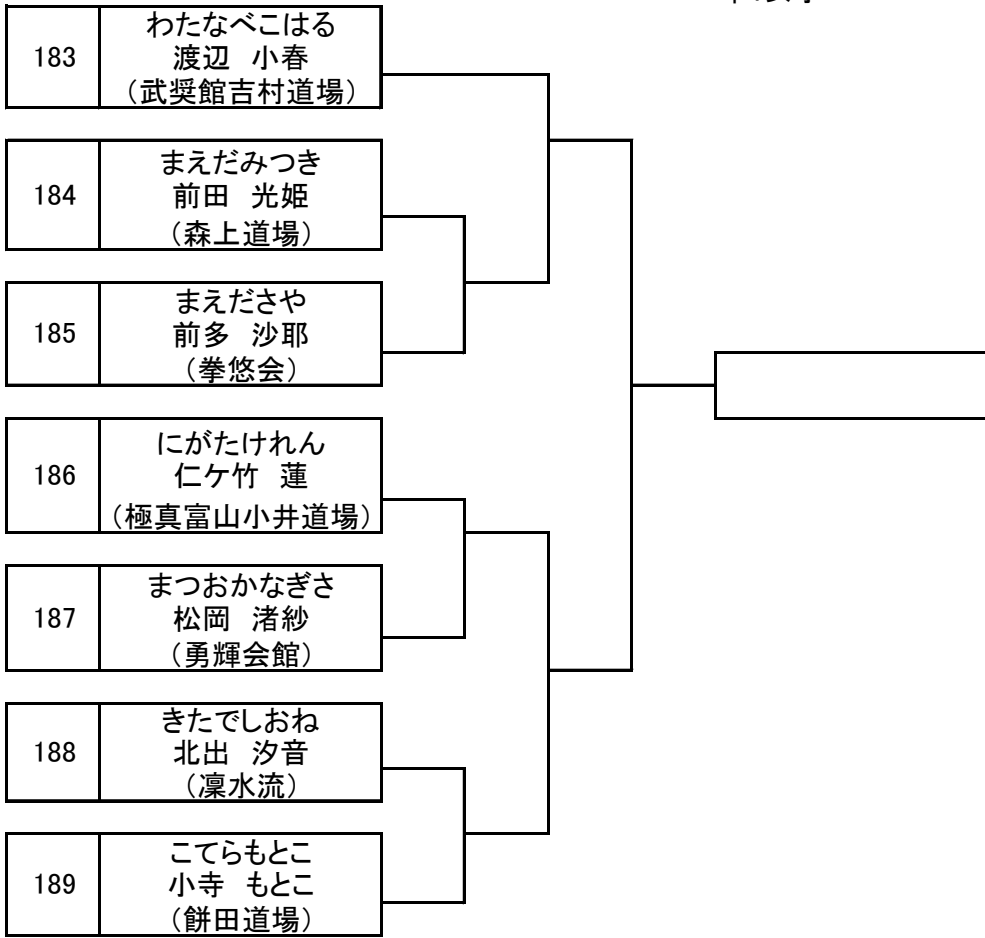 183
わたなべこはる
渡辺　小春
（武奨館吉村道場）
184
まえだみつき
前田　光姫
（森上道場）
185
まえださや
前多　沙耶
（拳悠会）
186
にがたけれん
仁ケ竹　蓮
（極真富山小井道場）
187
まつおかなぎさ
松岡　渚紗
（勇輝会館）
188
きたでしおね
北出　汐音
（凜水流）
189
こてらもとこ
小寺　もとこ
（餅田道場）